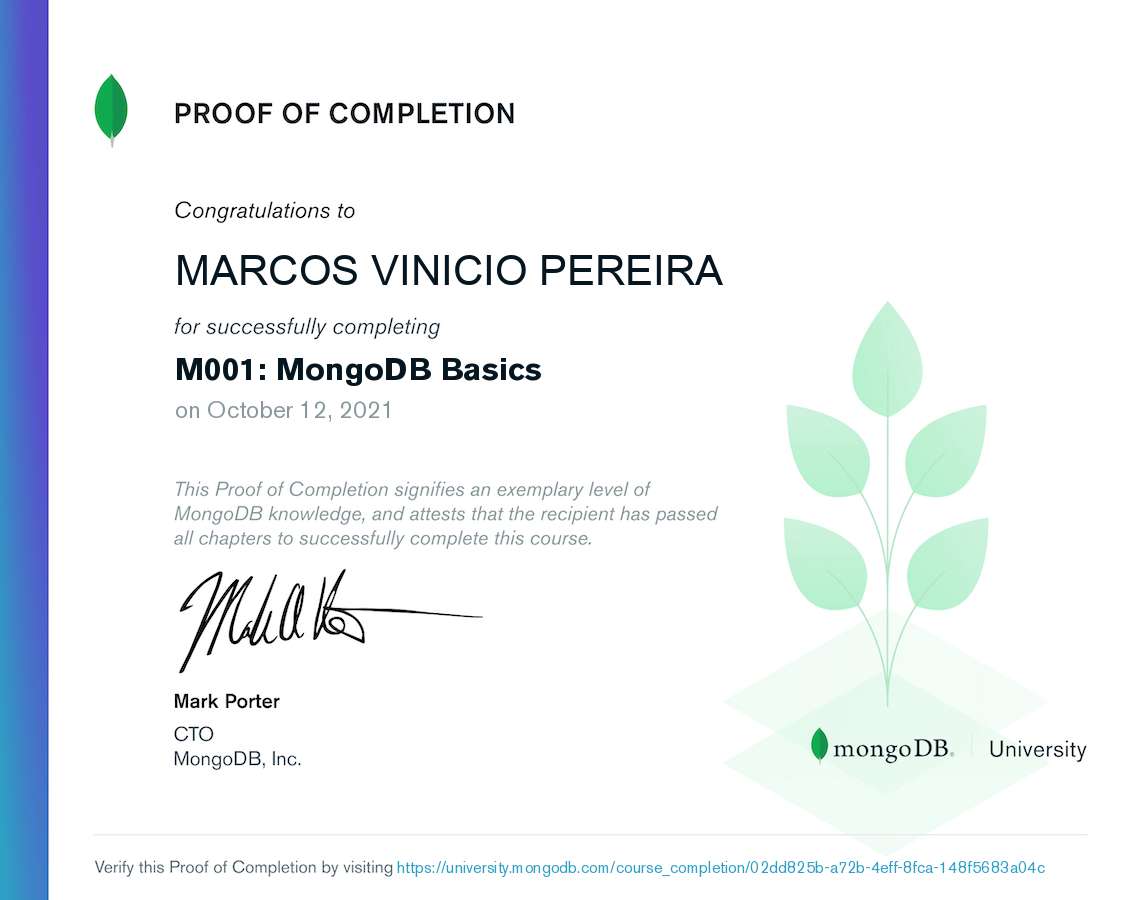 PROOF OF COMPLETION
Congratulations to
MARCOS VINICIO PEREIRA
for successfully completing
M001: MongoDB Basics
on October 12, 2021
This Proof of Completion signifies an exemplary level of
MongoDB knowledge, and attests that the recipient has passed
all chapters to successfully complete this course.
Mark Porter
CTO
MongoDB, Inc.
mongoDB. University
Verify this Proof of Completion by visiting https://university.mongodb.com/course_completion/02dd825b-a72b-4eff-8fca-148f5683a04c